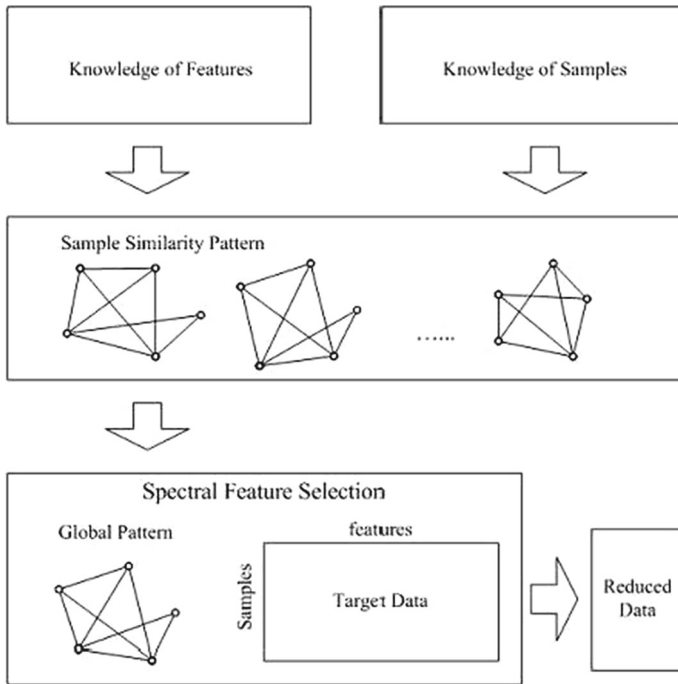 Knowledge of Features
Knowledge of Samples
Sample Similarity Pattern
......
Spectral Feature Selection
Global Pattern
features
Samples
Target Data
Reduced
Data